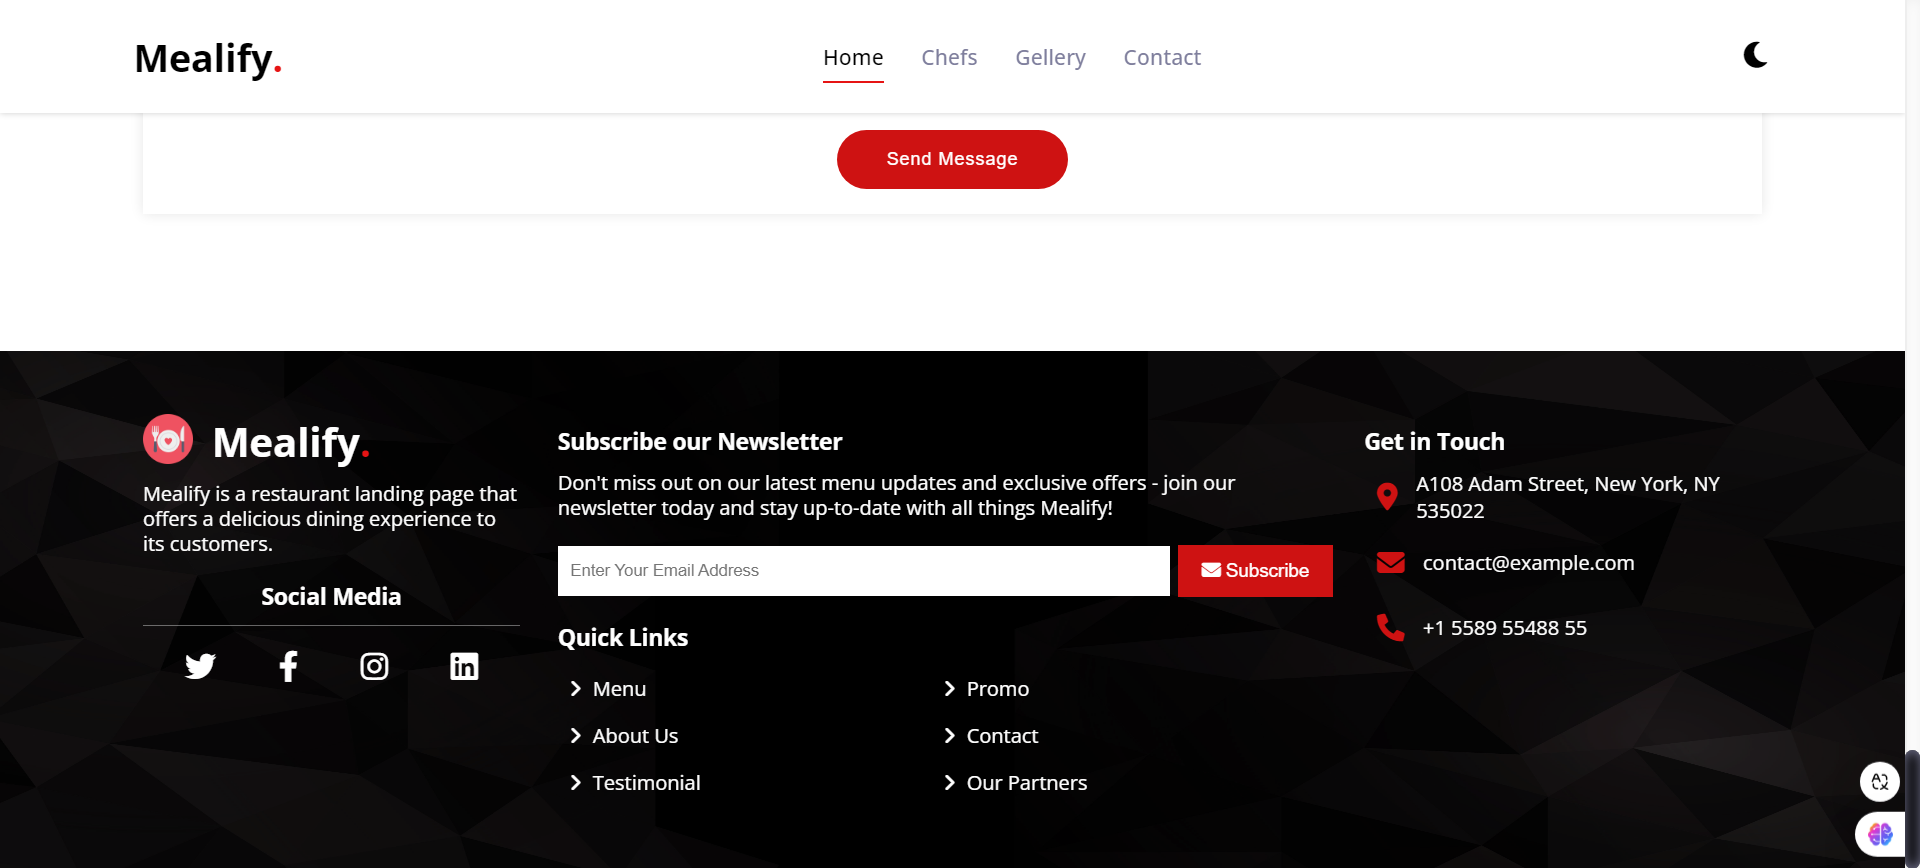 Mealify.
Home
Chefs
Gellery
Contact
Send Message
Mealify.
Mealify is a restaurant landing page that
offers a delicious dining experience to
its customers.
Social Media
Subscribe our Newsletter
Don't miss out on our latest menu updates and exclusive offers - join our
newsletter today and stay up-to-date with all things Mealify!
Enter Your Email Address
Subscribe
Quick Links
Menu
Promo
About Us
Contact
Testimonial
Our Partners
Get in Touch
A108 Adam Street, New York, NY
535022
contact@example.com
+1 5589 55488 55